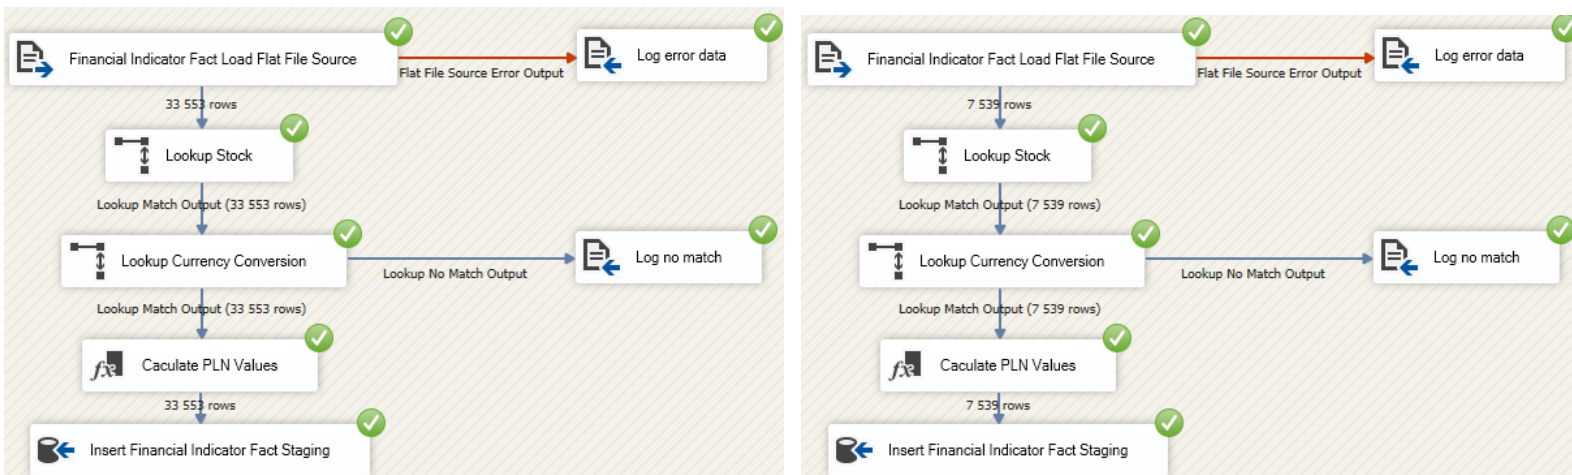 Financial Indicator Fact Load Flat File Source
Flat File Source Error Output
Log error data
33 553 rows
Lookup Stock
Lookup Match Output (33 553 rows)
Lookup Currency Conversion
Lookup No Match Output
Log no match
Lookup Match Output (33 553 rows)
Caculate PLN Values
33 553 rows
Insert Financial Indicator Fact Staging
Financial Indicator Fact Load Flat File Source
Flat File Source Error Output
Log error data
7 539 rows
Lookup Stock
Lookup Match Output (7 539 rows)
Lookup Currency Conversion
Lookup No Match Output
Log no match
Lookup Match Output (7 539 rows)
Caculate PLN Values
7 539 rows
Insert Financial Indicator Fact Staging